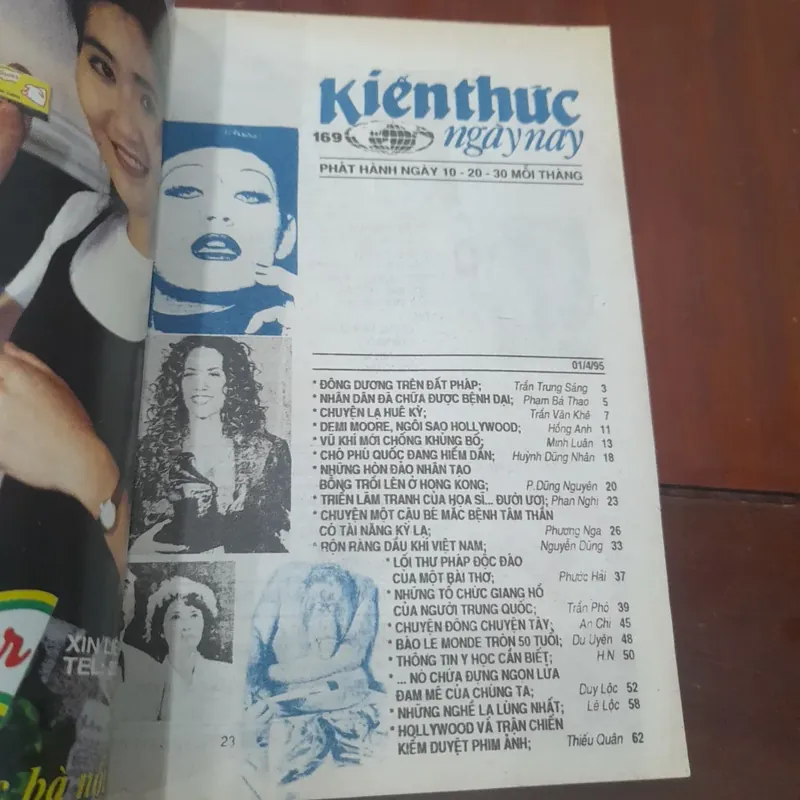 Kiến thức
169 ngày nay
PHÁT HÀNH NGÀY 10 - 20 - 30 MỖI THÁNG
01/4/95
* ĐÔNG DƯƠNG TRÊN ĐẤT PHÁP; Trần Trung Sáng 3
* NHÂN DÂN ĐÃ CHỮA ĐƯỢC BỆNH DẠI; Phạm Bá Thao 5
* CHUYỆN LẠ HUÊ KỲ; Trần Văn Khê 7
* DEMI MOORE, NGÔI SAO HOLLYWOOD; Hồng Anh 11
* VŨ KHÍ MỚI CHỐNG KHỦNG BỐ; Minh Luân 13
* CHÓ PHÚ QUỐC ĐANG HIẾM DẦN; Huỳnh Dũng Nhân 18
* NHỮNG HÒN ĐẢO NHÂN TẠO
BỖNG TRỒI LÊN Ở HONG KONG; P.Dũng Nguyên 20
* TRIỂN LÃM TRANH CỦA HỌA SĨ... ĐƯỜI ƯƠI; Phan Nghi 23
* CHUYỆN MỘT CẬU BÉ MẮC BỆNH TÂM THẦN
CÓ TÀI NĂNG KỲ LẠ; Phương Nga 26
* RỘN RÀNG DẦU KHÍ VIỆT NAM; Nguyễn Dũng 33
* LỐI THƯ PHÁP ĐỘC ĐÁO
CỦA MỘT BÀI THƠ; Phước Hải 37
* NHỮNG TỔ CHỨC GIANG HỒ
CỦA NGƯỜI TRUNG QUỐC; Trần Phó 39
* CHUYỆN ĐÔNG CHUYỆN TÂY; An Chi 45
* BÁO LE MONDE TRÒN 50 TUỔI; Du Uyên 48
* THÔNG TIN Y HỌC CẦN BIẾT; H.N 50
* ... NÓ CHỨA ĐỰNG NGỌN LỬA
ĐAM MÊ CỦA CHÚNG TA; Duy Lộc 52
* NHỮNG NGHỀ LẠ LÙNG NHẤT; Lê Lộc 58
* HOLLYWOOD VÀ TRẬN CHIẾN
KIỂM DUYỆT PHIM ẢNH; Thiếu Quân 62
23
XIN L
TEL:
bà nộ